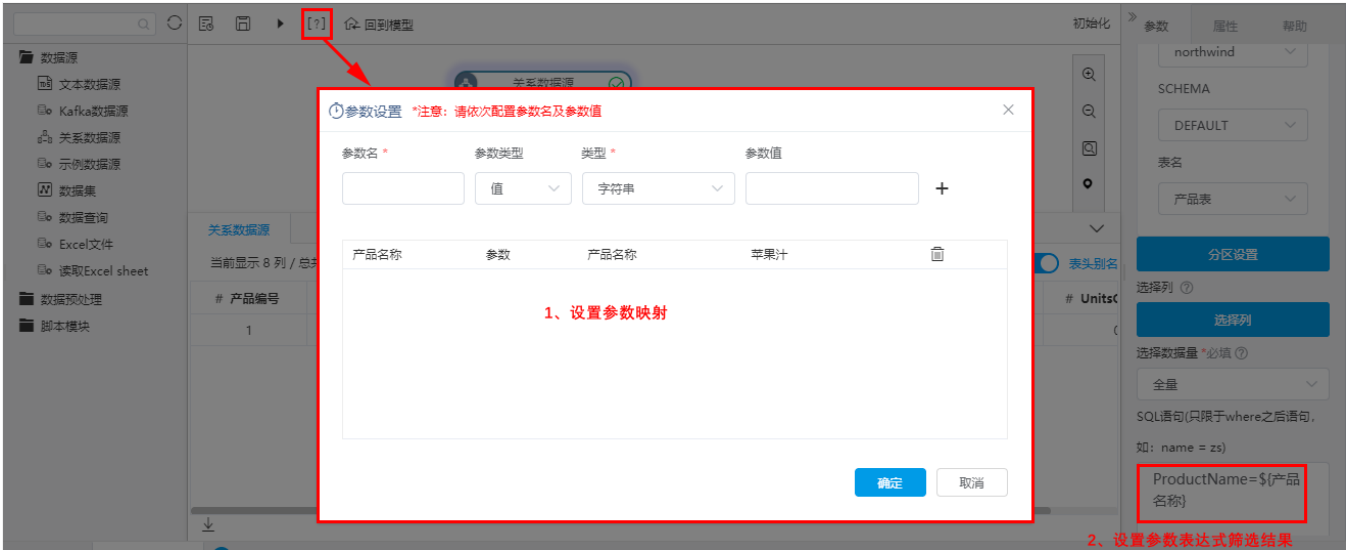 [?]
回到模型
初始化
参数
属性
帮助
数据源
文本数据源
Kafka数据源
关系数据源
示例数据源
数据集
数据查询
Excel文件
读取Excel sheet
数据预处理
脚本模块
关系数据源
参数设置 *注意：请依次配置参数名及参数值
参数名 *
参数类型
类型 *
参数值
值
字符串
产品名称
参数
产品名称
苹果汁
1、设置参数映射
确定
取消
关系数据源
当前显示 8 列 / 总
表头别名
# 产品编号
# Units
1
northwind
SCHEMA
DEFAULT
表名
产品表
分区设置
选择列
选择列
选择数据量 *必填
全量
SQL语句(只限于where之后语句,
如：name = zs)
ProductName=${产品
名称}
2、设置参数表达式筛选结果